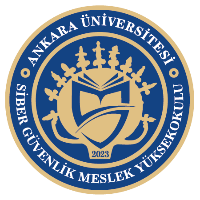 ANKARA ÜNİVERSİTESİ
SİBER GÜVENLİK MESLEK YÜKSEKOKULU
2023